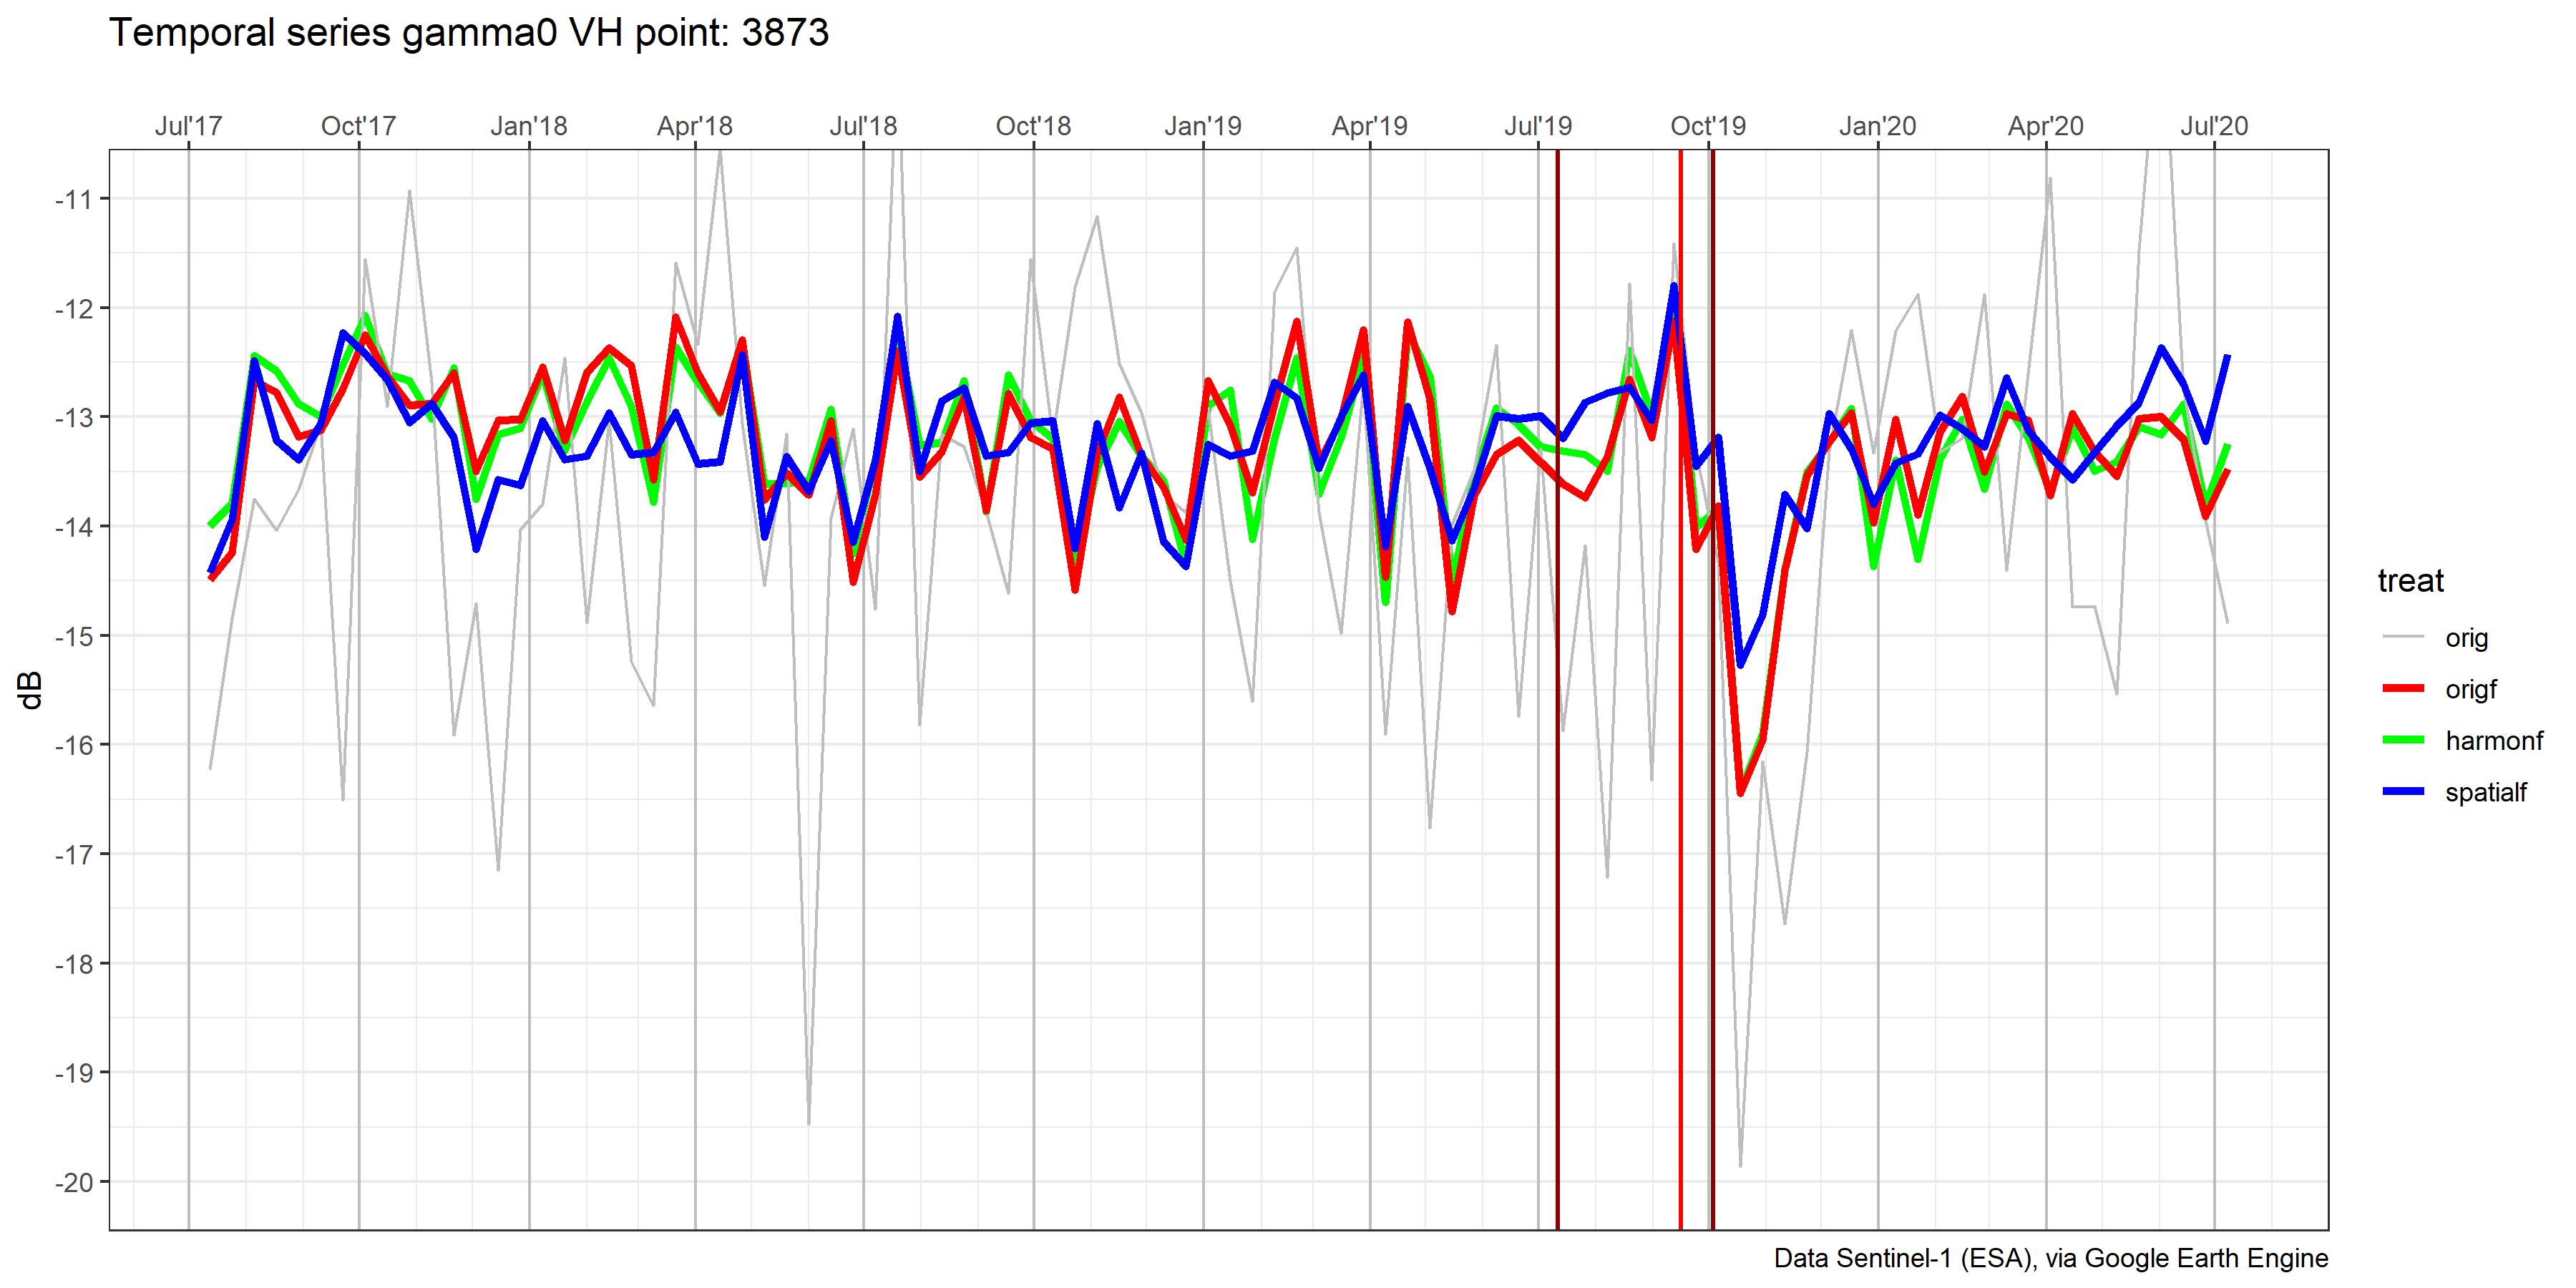 Temporal series gamma0 VH point: 3873
Jul'17 Oct'17 Jan'18 Apr'18 Jul'18 Oct'18 Jan'19 Apr'19 Jul'19 Oct'19 Jan'20 Apr'20 Jul'20
-11
-12
-13
-14
-15
-16
-17
-18
-19
-20
dB
treat
orig
origf
harmonf
spatialf
Data Sentinel-1 (ESA), via Google Earth Engine